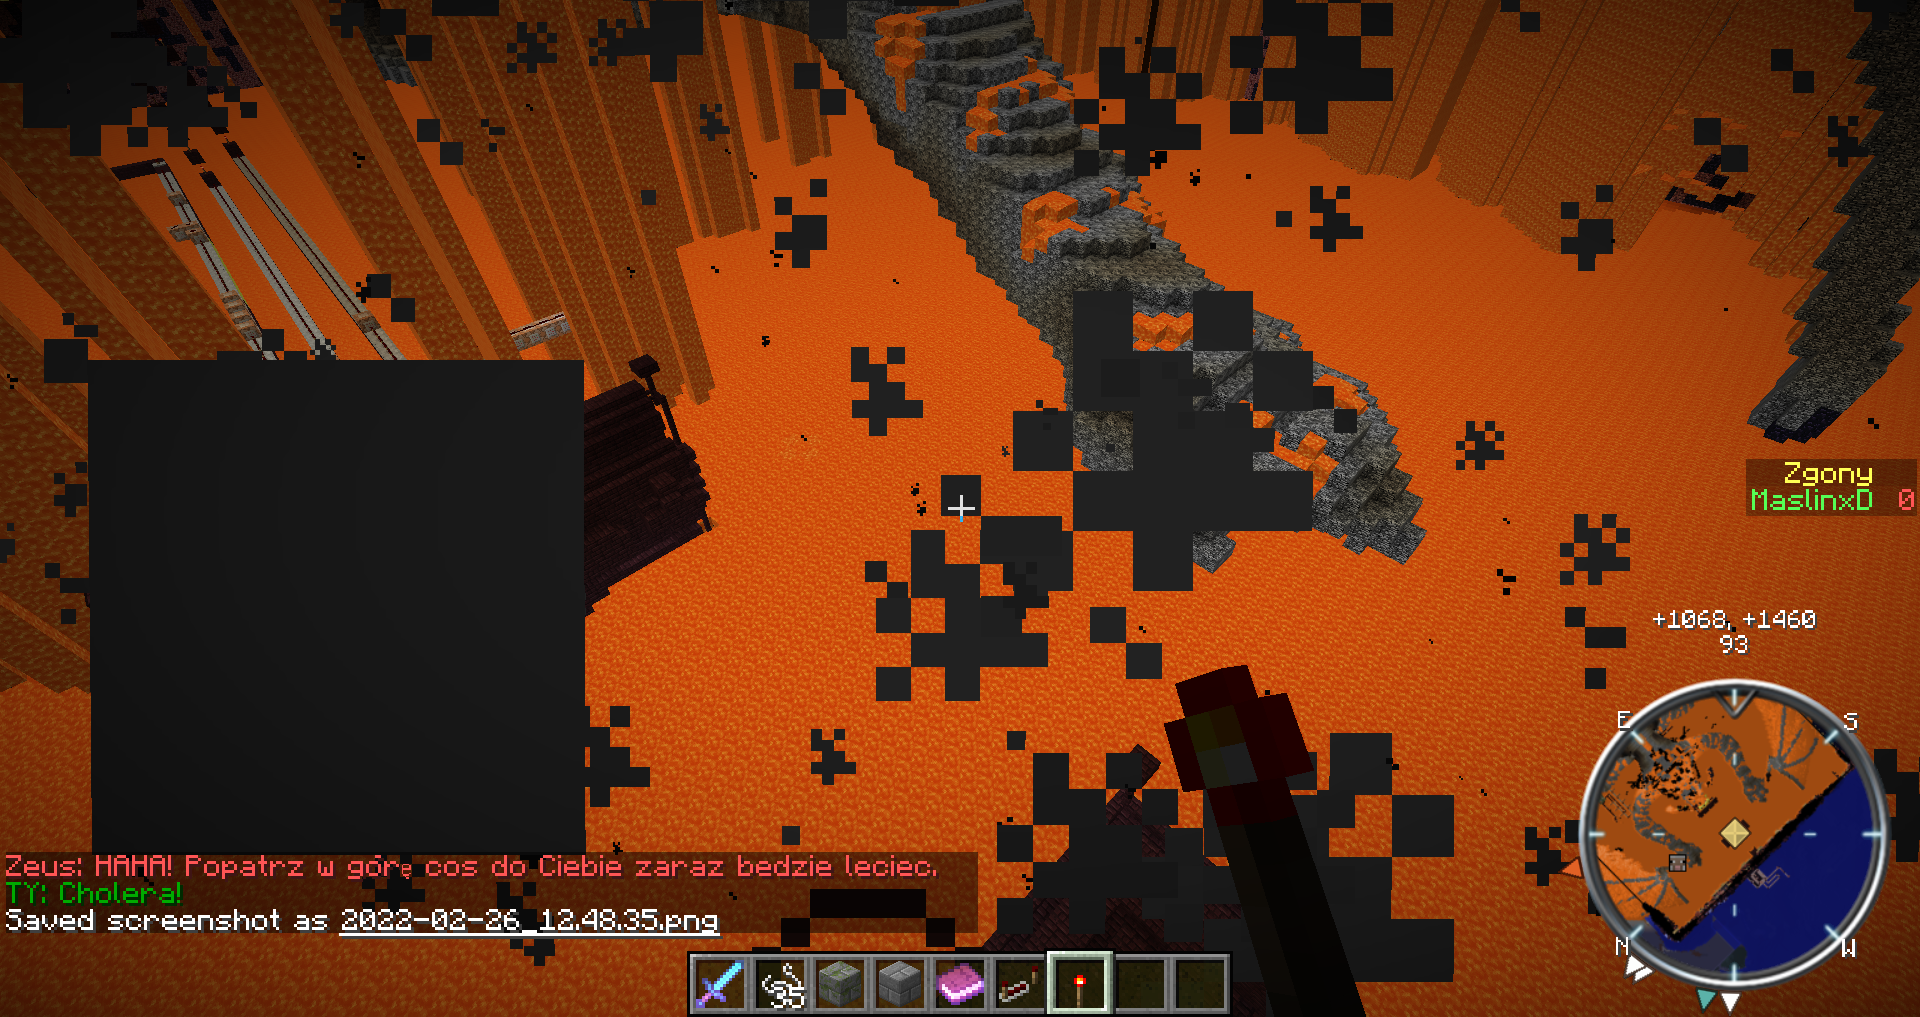 Zgony
MaslinxD 0
+1068, +1460
93
E
S
N
W
Zeus: HAHA! Popatrz w górę cos do Ciebie zaraz bedzie leciec.
TY: Cholera!
Saved screenshot as 2022-02-26_12.48.35.png
35